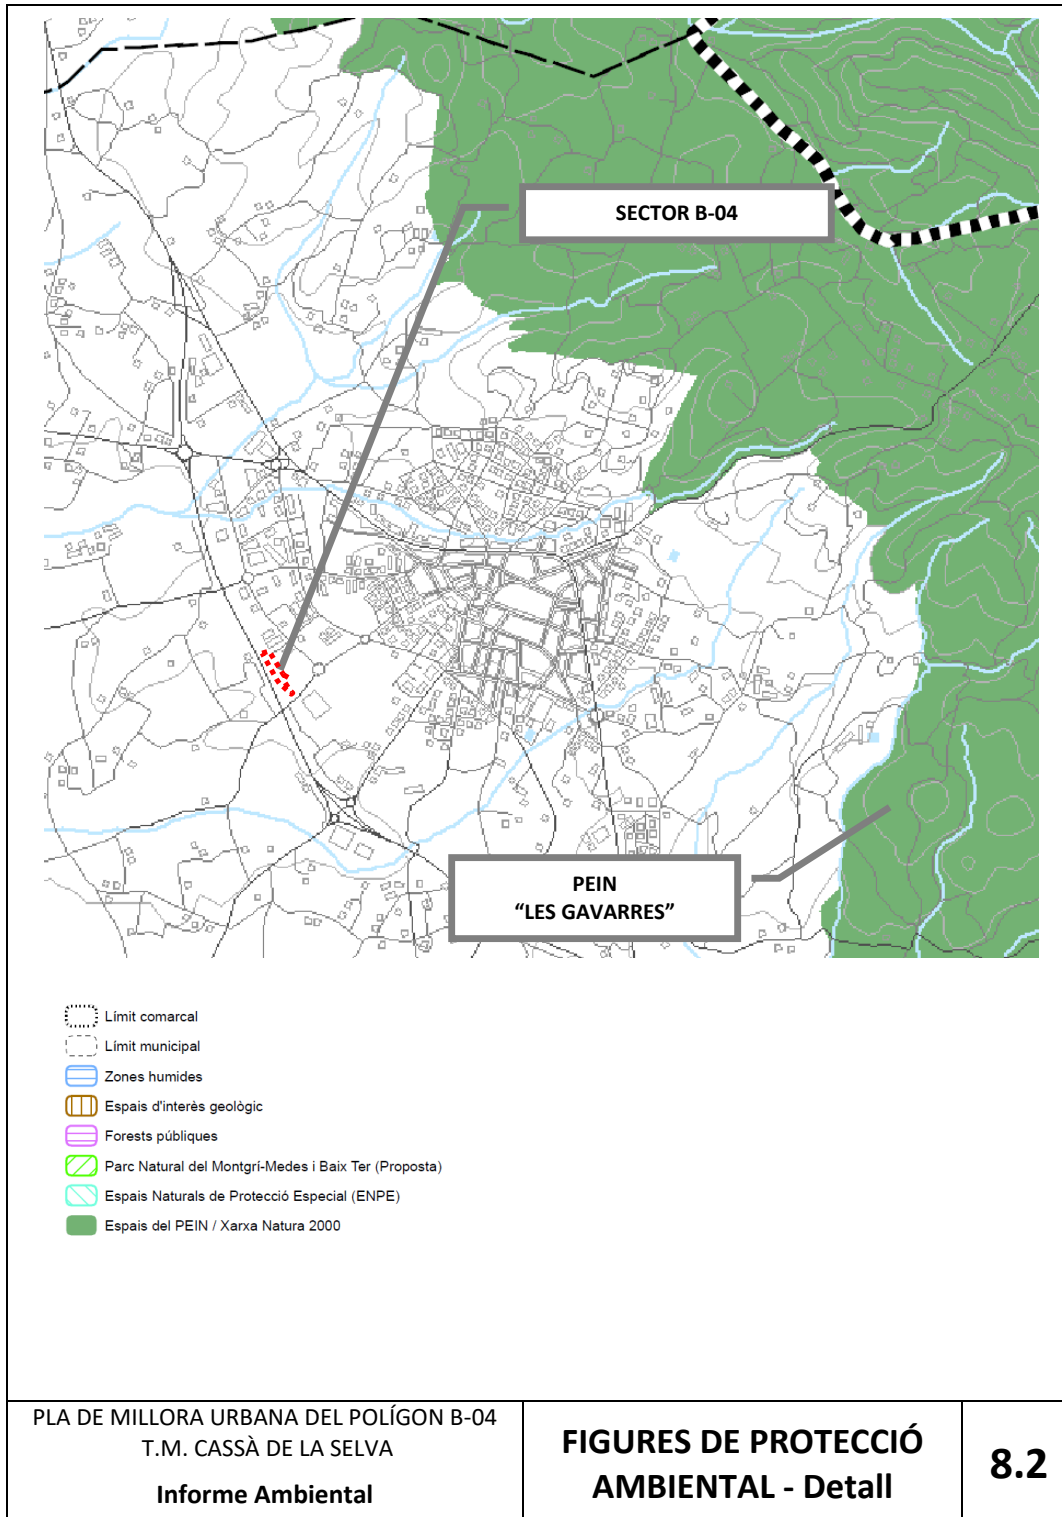 SECTOR B-04
PEIN
“LES GAVARRES”
Límit comarcal
Límit municipal
Zones humides
Espais d'interès geològic
Forests públiques
Parc Natural del Montgrí-Medes i Baix Ter (Proposta)
Espais Naturals de Protecció Especial (ENPE)
Espais del PEIN / Xarxa Natura 2000
PLA DE MILLORA URBANA DEL POLÍGON B-04
T.M. CASSÀ DE LA SELVA
Informe Ambiental
FIGURES DE PROTECCIÓ
AMBIENTAL - Detall
8.2